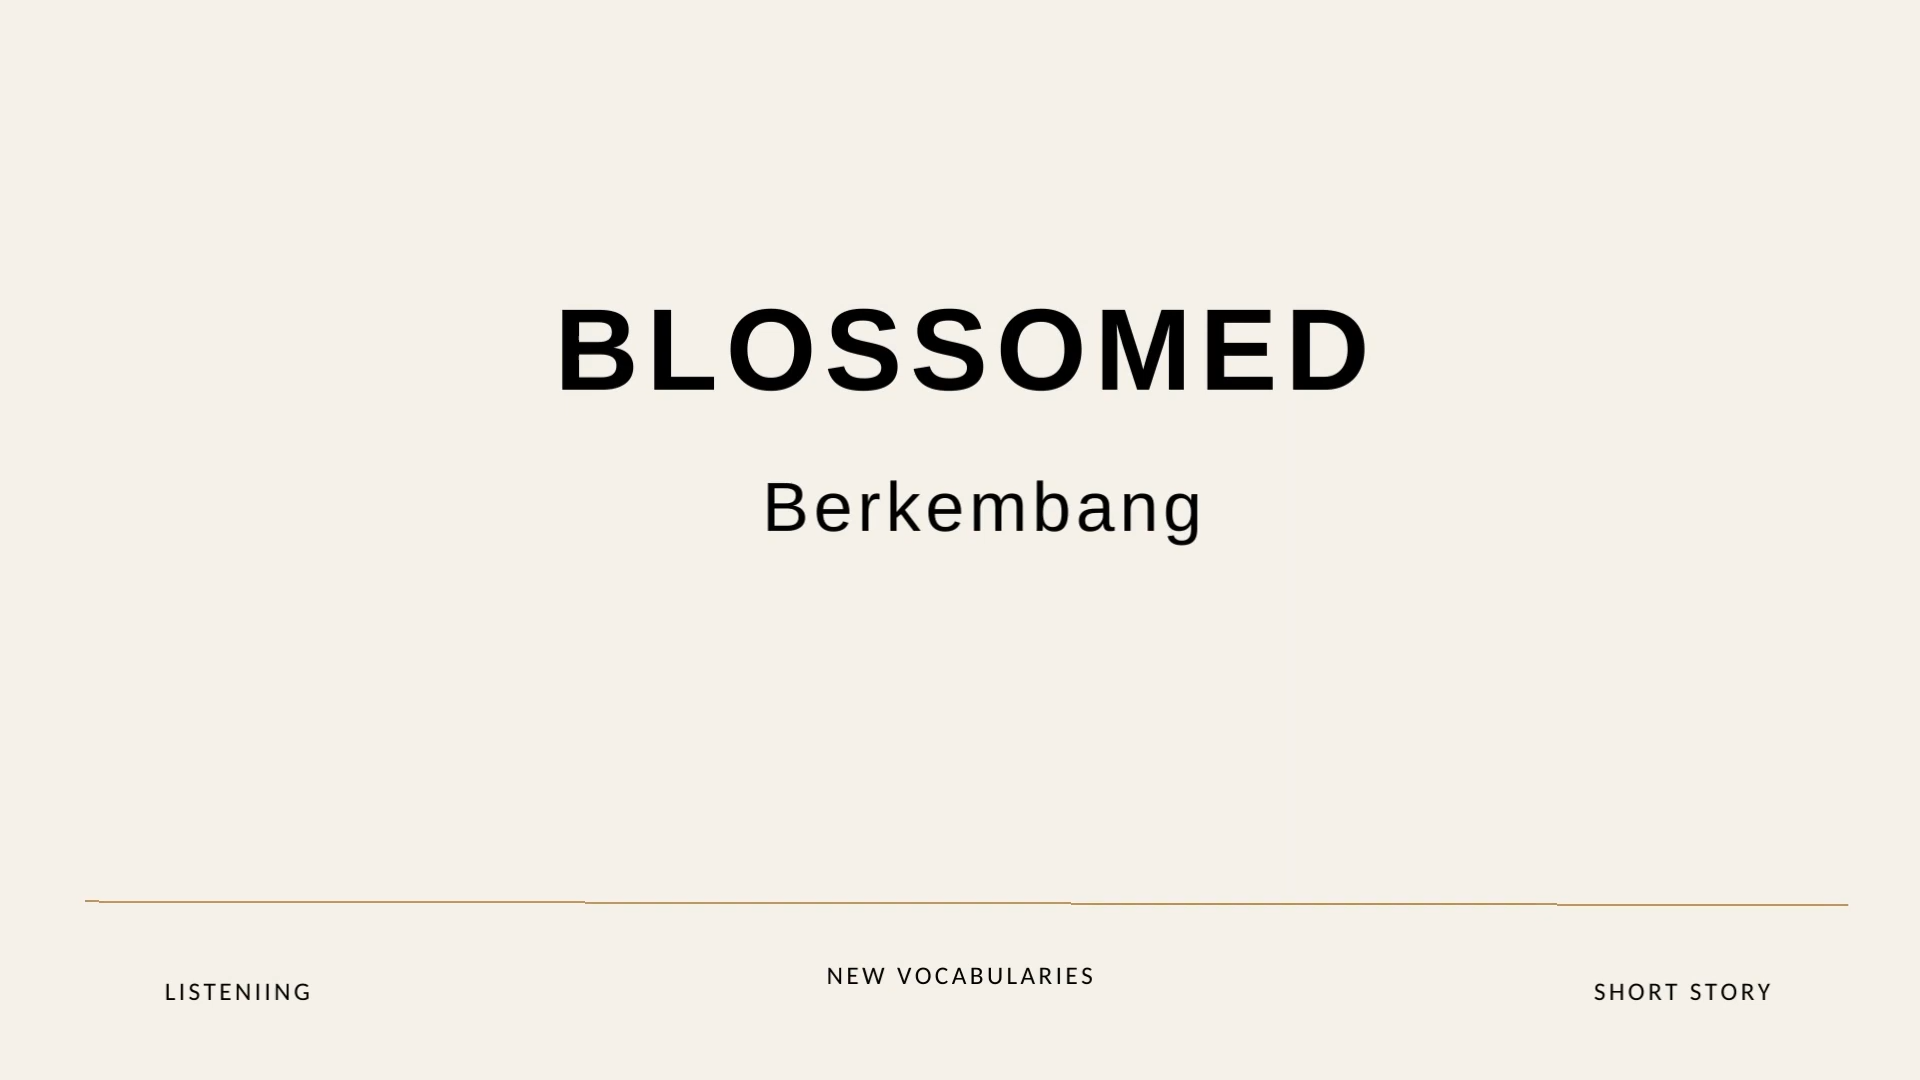 BLOSSOMED
Berkembang
LISTENIING
NEW VOCABULARIES
SHORT STORY